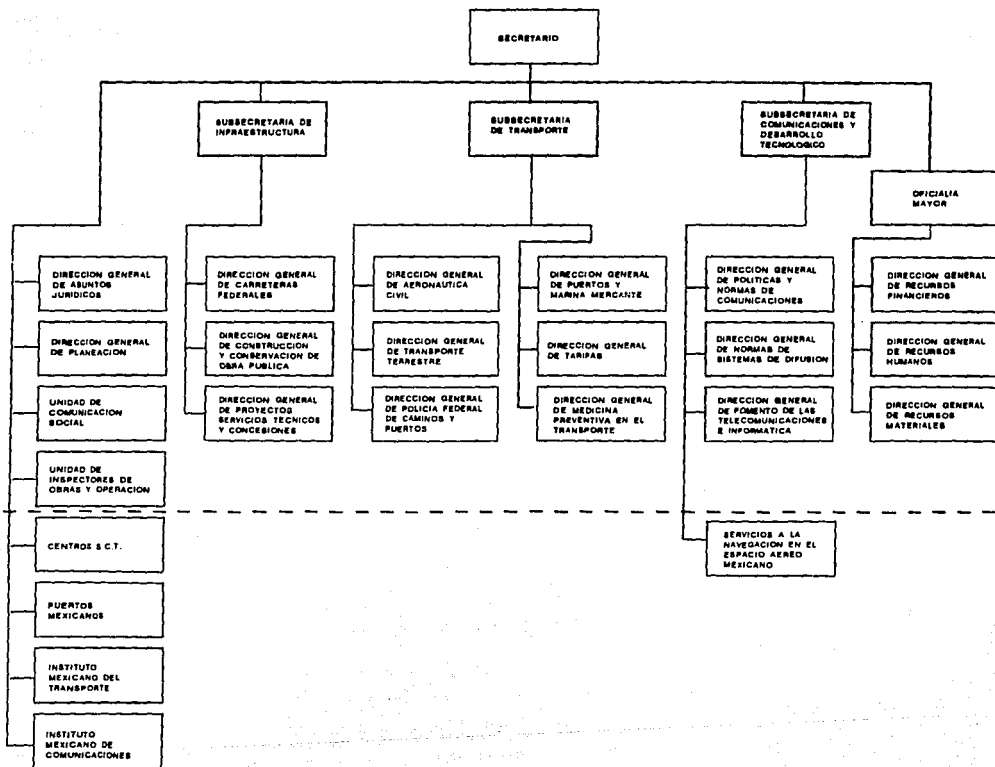 SECRETARIO
SUBSECRETARIA DE
INFRAESTRUCTURA
SUBSECRETARIA
DE TRANSPORTE
SUBSECRETARIA DE
COMUNICACIONES Y
DESARROLLO
TECNOLOGICO
OFICIALIA
MAYOR
DIRECCION GENERAL
DE ASUNTOS
JURIDICOS
DIRECCION GENERAL
DE PLANEACION
UNIDAD DE
COMUNICACION
SOCIAL
UNIDAD DE
INSPECTORES DE
OBRAS Y OPERACION
CENTROS S.C.T.
PUERTOS
MEXICANOS
INSTITUTO
MEXICANO DEL
TRANSPORTE
INSTITUTO
MEXICANO DE
COMUNICACIONES
DIRECCION GENERAL
DE CARRETERAS
FEDERALES
DIRECCION GENERAL
DE CONSTRUCCION
Y CONSERVACION DE
OBRA PUBLICA
DIRECCION GENERAL
DE PROYECTOS
SERVICIOS TECNICOS
Y CONCESIONES
DIRECCION GENERAL
DE AERONAUTICA
CIVIL
DIRECCION GENERAL
DE TRANSPORTE
TERRESTRE
DIRECCION GENERAL
DE POLICIA FEDERAL
DE CAMINOS Y
PUERTOS
DIRECCION GENERAL
DE PUERTOS Y
MARINA MERCANTE
DIRECCION GENERAL
DE TARIFAS
DIRECCION GENERAL
DE MEDICINA
PREVENTIVA EN EL
TRANSPORTE
DIRECCION GENERAL
DE POLITICAS Y
NORMAS DE
COMUNICACIONES
DIRECCION GENERAL
DE NORMAS DE
SISTEMAS DE DIFUSION
DIRECCION GENERAL
DE FOMENTO DE LAS
TELECOMUNICACIONES
E INFORMATICA
SERVICIOS A LA
NAVEGACION EN EL
ESPACIO AEREO
MEXICANO
DIRECCION GENERAL
DE RECURSOS
FINANCIEROS
DIRECCION GENERAL
DE RECURSOS
HUMANOS
DIRECCION GENERAL
DE RECURSOS
MATERIALES